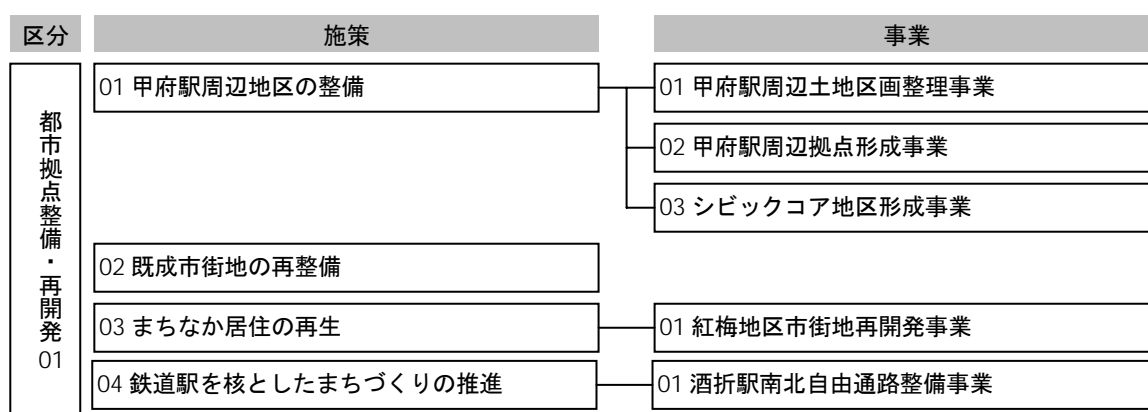 区分
施策
事業
都市拠点整備・再開発
01
01 甲府駅周辺地区の整備
01 甲府駅周辺土地区画整理事業
02 甲府駅周辺拠点形成事業
03 シビックコア地区形成事業
02 既成市街地の再整備
03 まちなか居住の再生
01 紅梅地区市街地再開発事業
04 鉄道駅を核としたまちづくりの推進
01 酒折駅南北自由通路整備事業